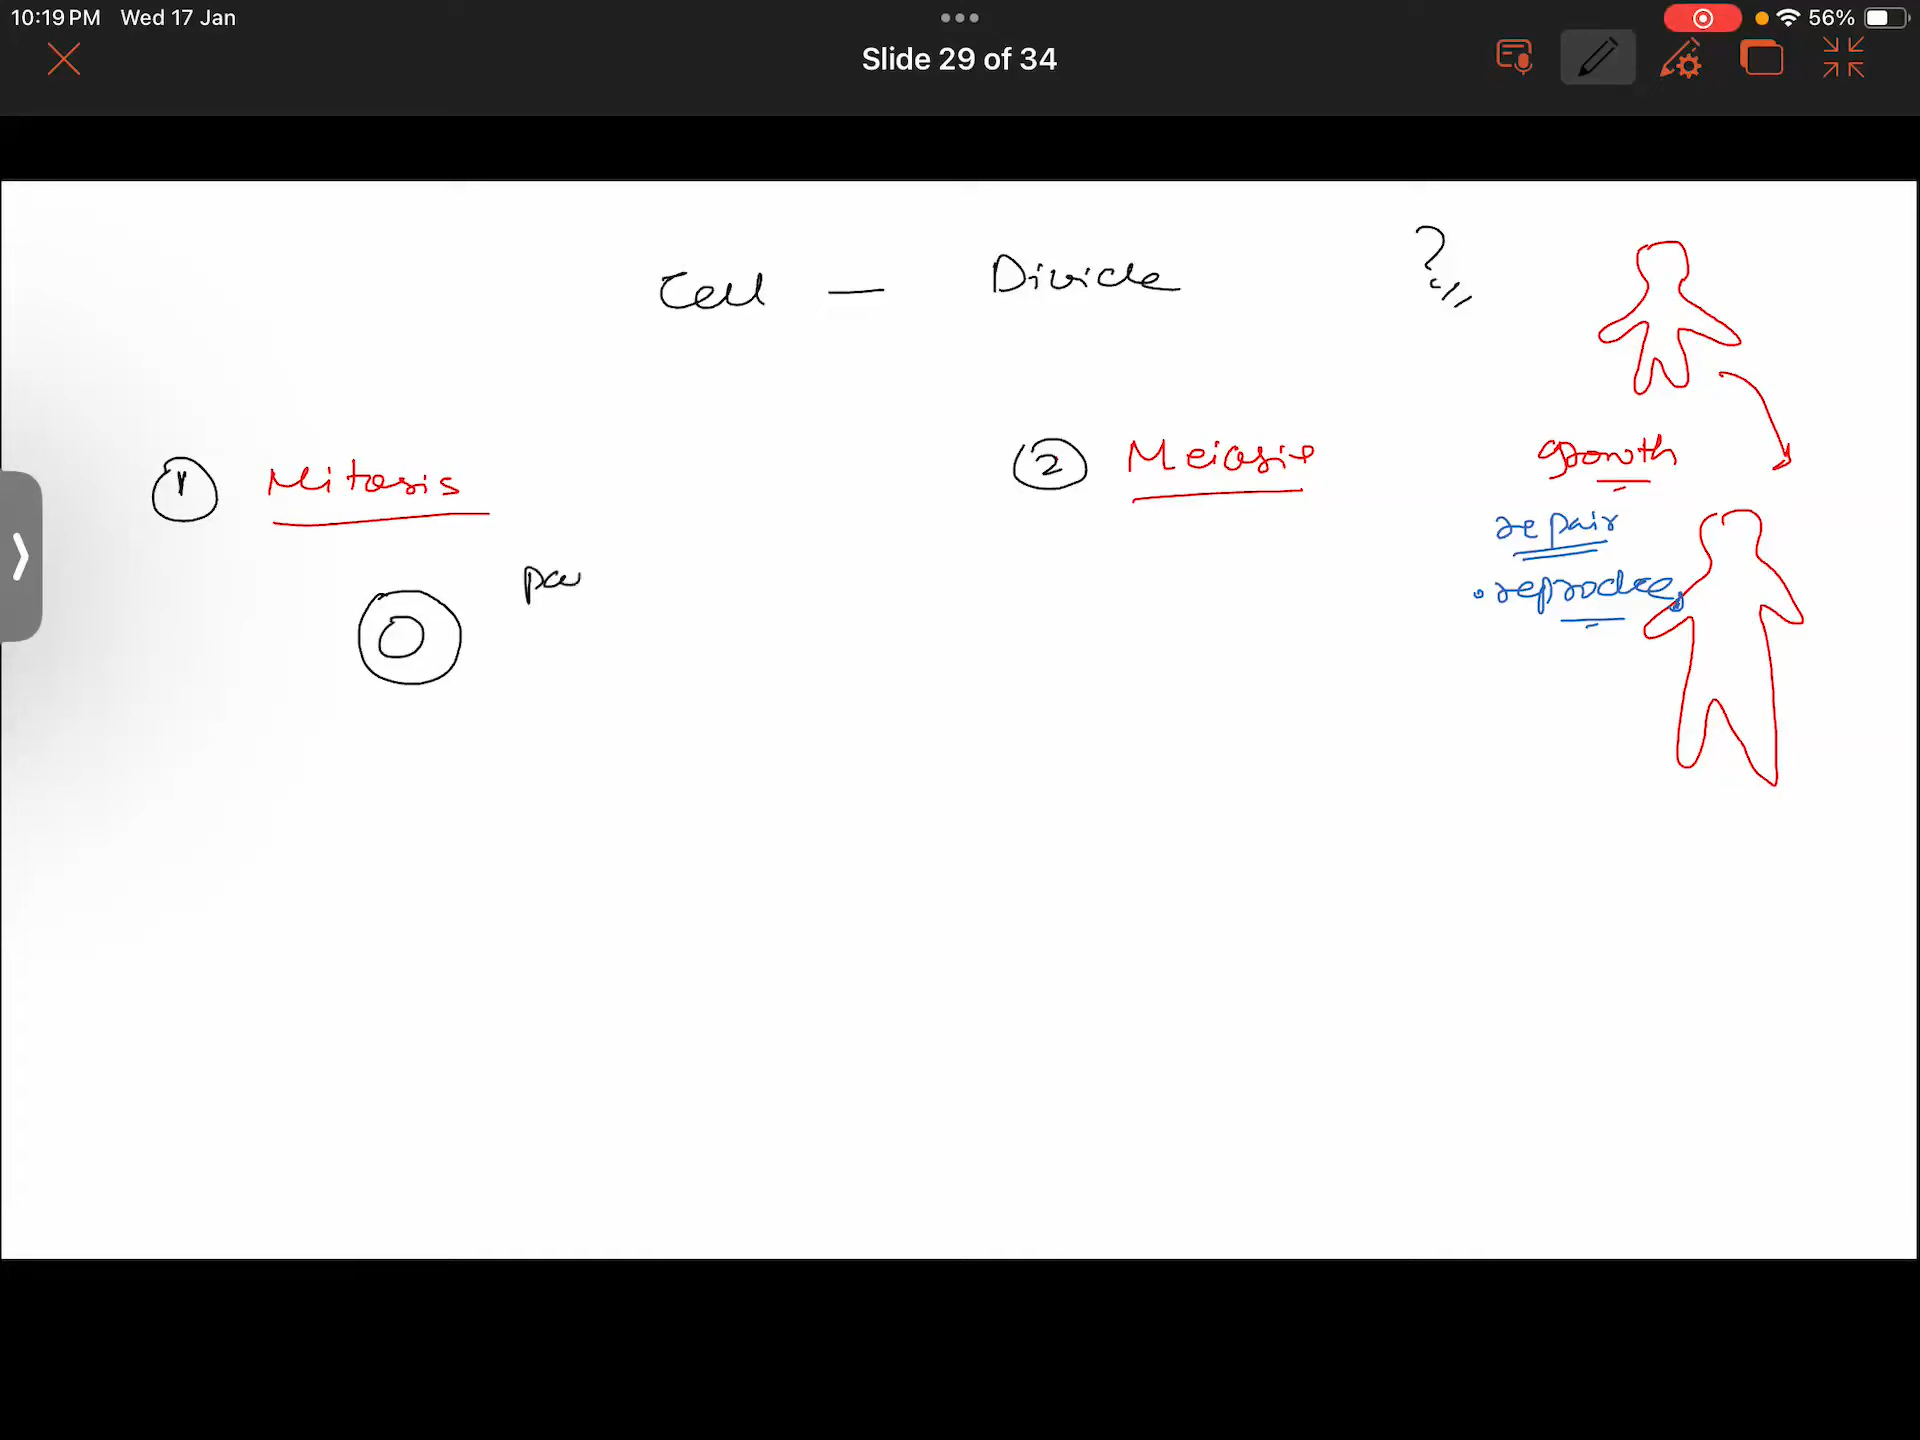 10:19 PM Wed 17 Jan
56%
Slide 29 of 34
Cell — Divide ?
1 Mitosis
2 Meiosis
growth
repair
reproduce